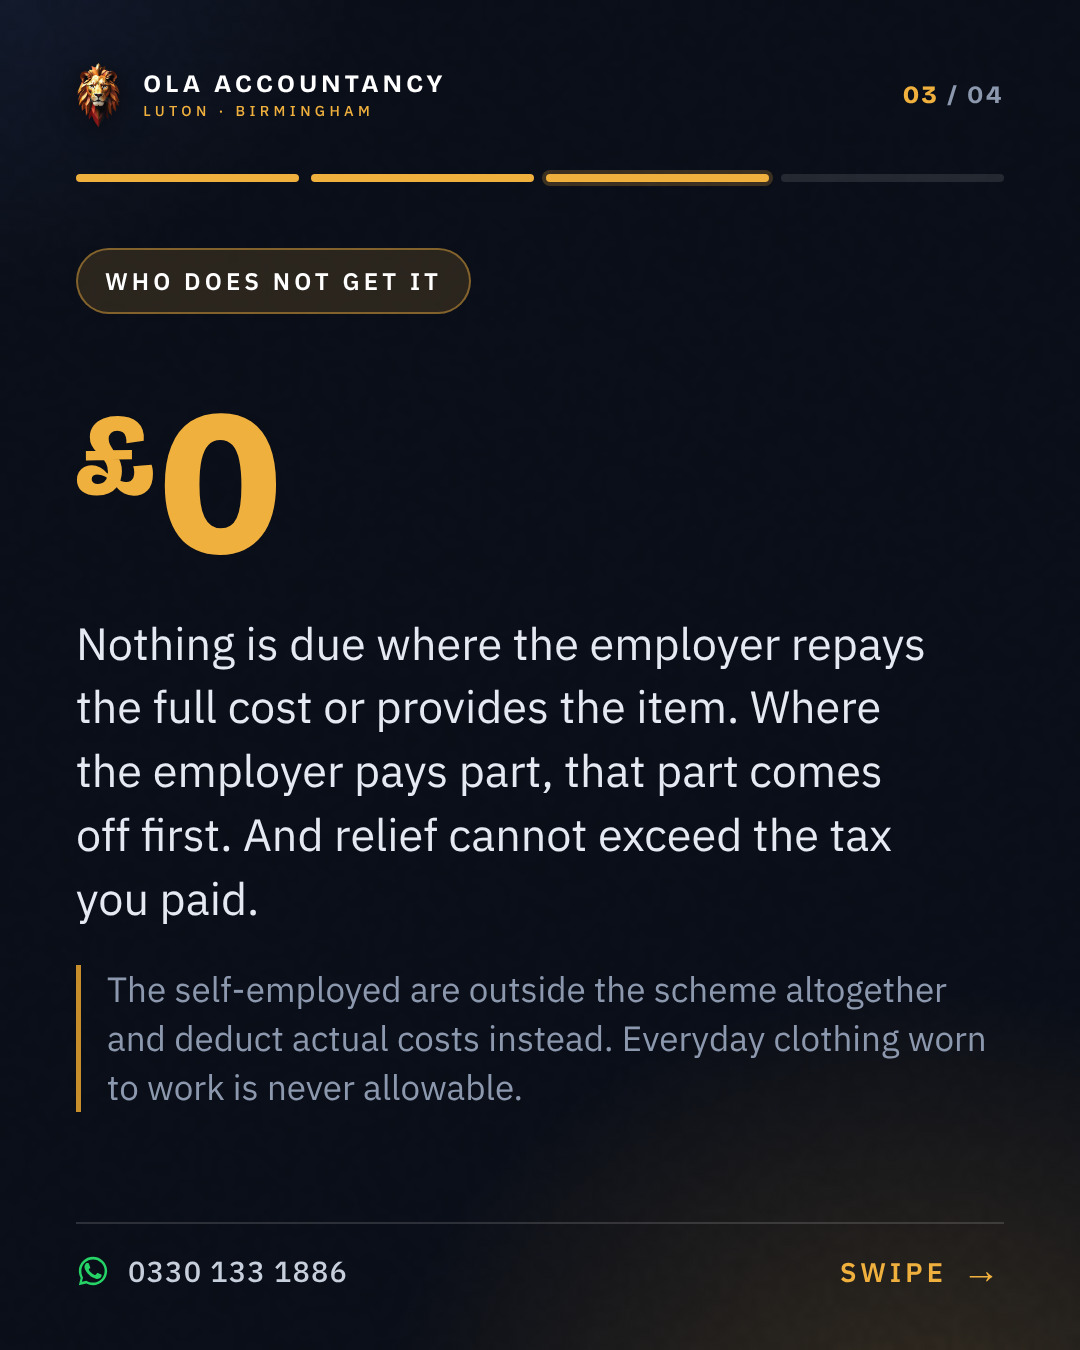 OLA ACCOUNTANCY
LUTON · BIRMINGHAM
03 / 04
WHO DOES NOT GET IT
£0
Nothing is due where the employer repays
the full cost or provides the item. Where
the employer pays part, that part comes
off first. And relief cannot exceed the tax
you paid.
The self-employed are outside the scheme altogether
and deduct actual costs instead. Everyday clothing worn
to work is never allowable.
0330 133 1886
SWIPE →